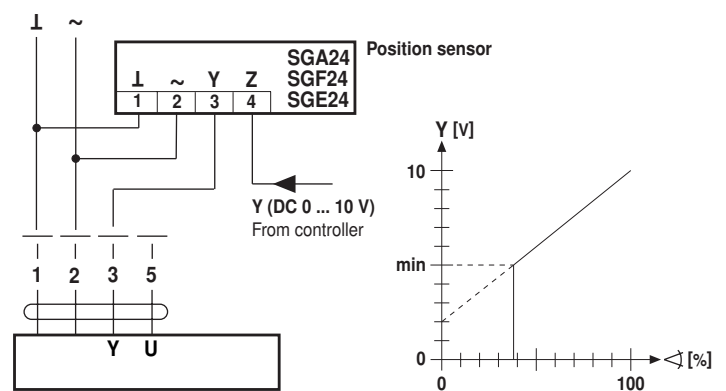 ⊥ ~
SGA24
SGF24
SGE24
Position sensor
⊥ ~ Y Z
1 2 3 4
Y (DC 0 ... 10 V)
From controller
1 2 3 5
Y U
Y [V]
10
min
0
0 100
∢ [%]